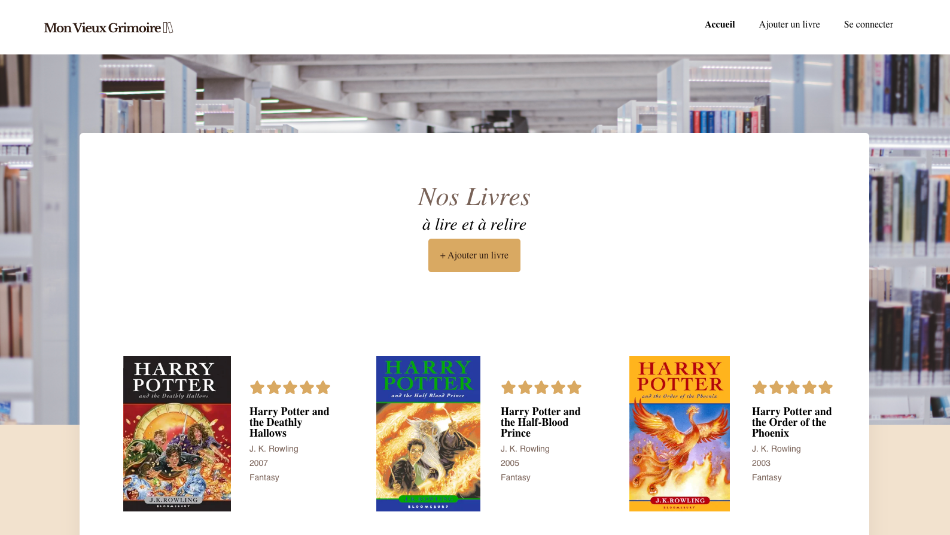 Mon Vieux Grimoire
Accueil
Ajouter un livre
Se connecter
Nos Livres
à lire et à relire
+ Ajouter un livre
HARRY
POTTER
and the Deathly Hallows
J.K.ROWLING
BLOOMSBURY
Harry Potter and
the Deathly
Hallows
J. K. Rowling
2007
Fantasy
HARRY
POTTER
and the Half-Blood Prince
BLOOMSBURY
Harry Potter and
the Half-Blood
Prince
J. K. Rowling
2005
Fantasy
HARRY
POTTER
and the Order of the Phoenix
J.K.ROWLING
BLOOMSBURY
Harry Potter and
the Order of the
Phoenix
J. K. Rowling
2003
Fantasy